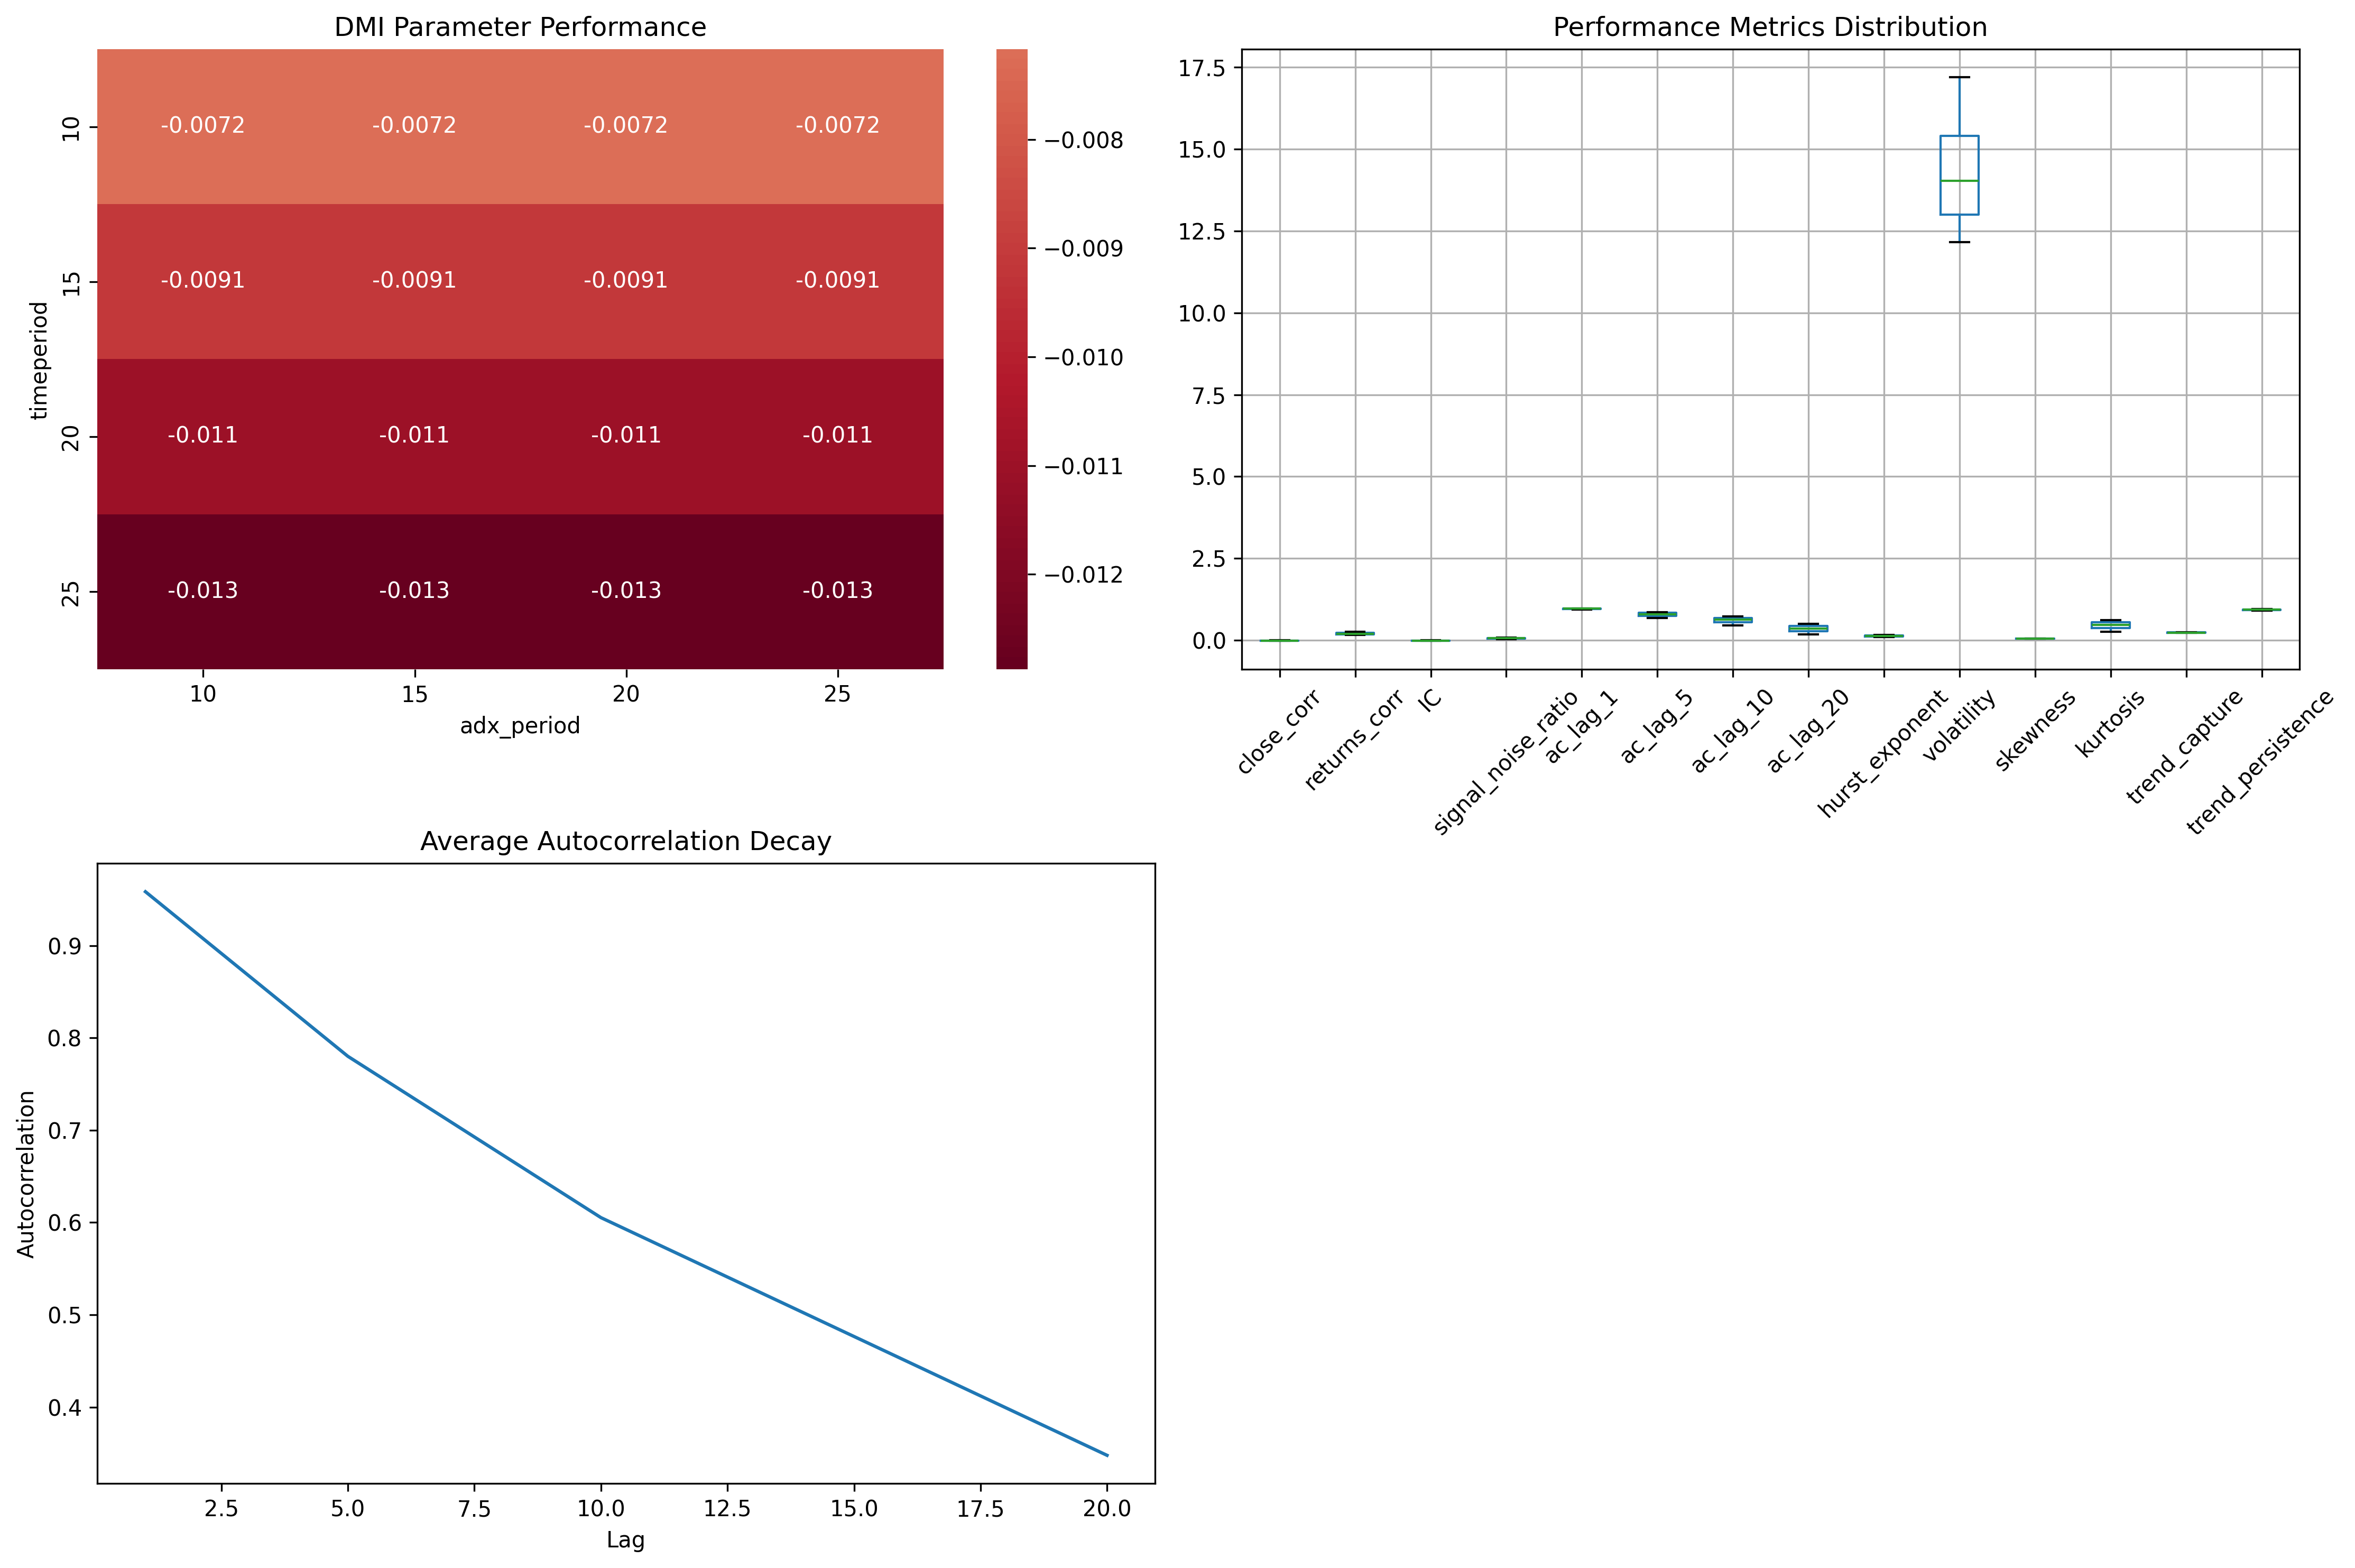 DMI Parameter Performance
-0.0072 -0.0072 -0.0072 -0.0072
-0.0091 -0.0091 -0.0091 -0.0091
-0.011 -0.011 -0.011 -0.011
-0.013 -0.013 -0.013 -0.013
10
15
20
25
timeperiod
10 15 20 25
adx_period
−0.008
−0.009
−0.010
−0.011
−0.012
Performance Metrics Distribution
17.5
15.0
12.5
10.0
7.5
5.0
2.5
0.0
close_corr
returns_corr
IC
signal_noise_ratio
ac_lag_1
ac_lag_5
ac_lag_10
ac_lag_20
hurst_exponent
volatility
skewness
kurtosis
trend_capture
trend_persistence
Average Autocorrelation Decay
0.9
0.8
0.7
0.6
0.5
0.4
Autocorrelation
2.5 5.0 7.5 10.0 12.5 15.0 17.5 20.0
Lag